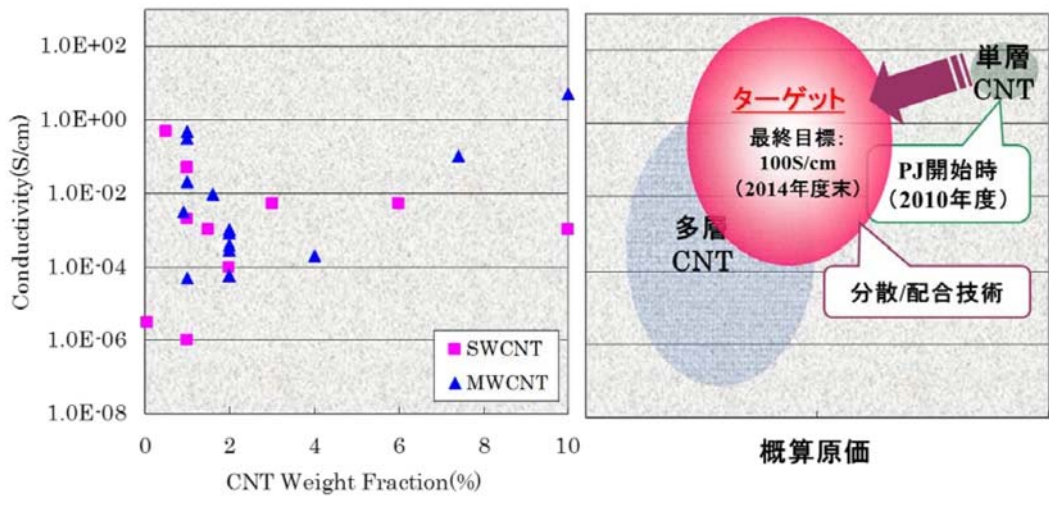 1.0E+02
1.0E+00
1.0E-02
1.0E-04
1.0E-06
1.0E-08
Conductivity(S/cm)
0 2 4 6 8 10
CNT Weight Fraction(%)
SWCNT
MWCNT
単層
CNT
ターゲット
最終目標:
100S/cm
(2014年度末)
PJ開始時
(2010年度)
多層
CNT
分散/配合技術
概算原価